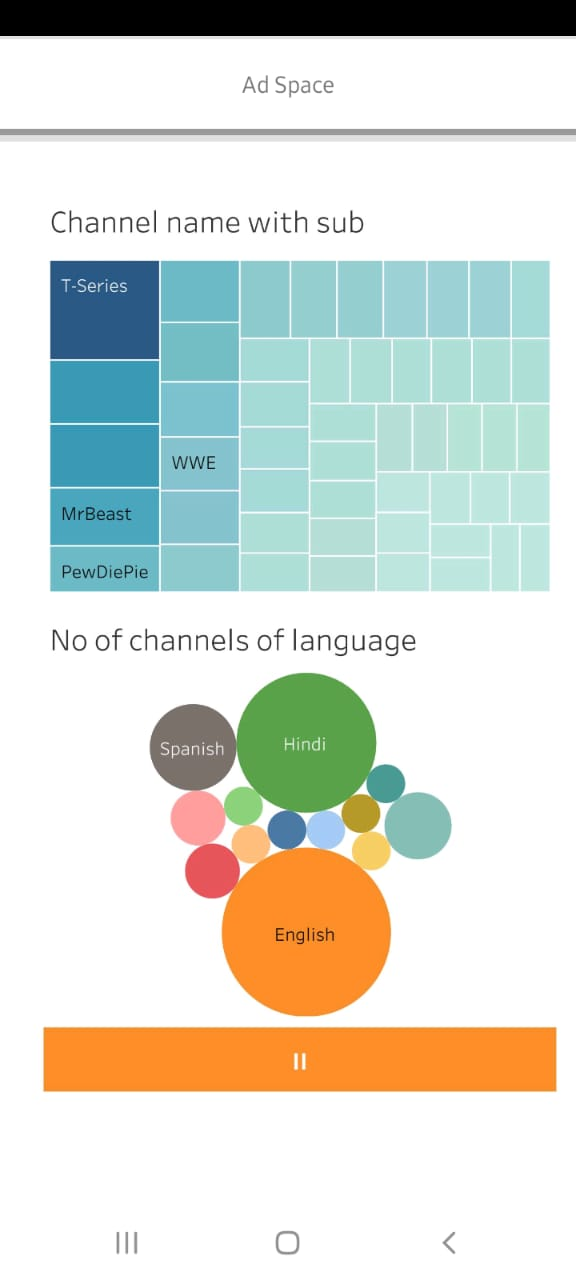 Ad Space
Channel name with sub
T-Series
WWE
MrBeast
PewDiePie
No of channels of language
Spanish
Hindi
English